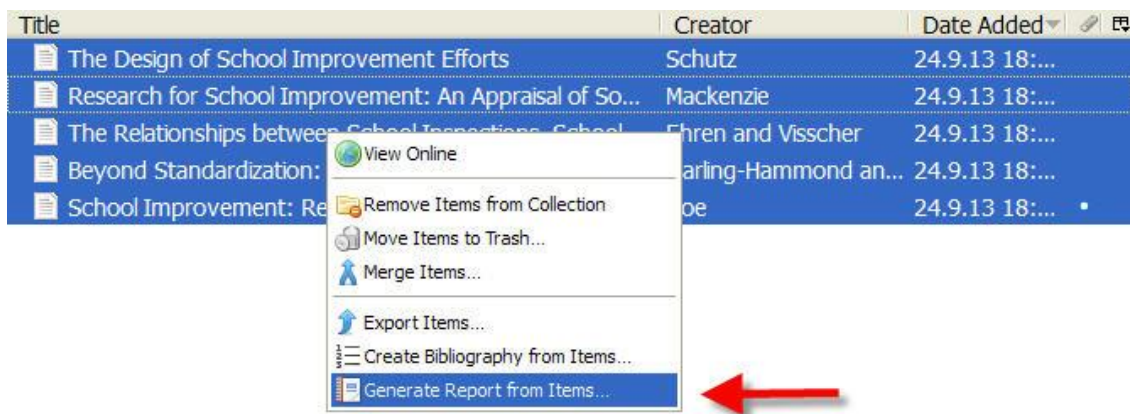 Title Creator Date Added
The Design of School Improvement Efforts Schutz 24.9.13 18:...
Research for School Improvement: An Appraisal of So... Mackenzie 24.9.13 18:...
The Relationships between School Inspections, School Ehren and Visscher 24.9.13 18:...
View Online
Beyond Standardization: arling-Hammond an... 24.9.13 18:...
School Improvement: Re oe 24.9.13 18:...
Remove Items from Collection
Move Items to Trash...
Merge Items...
Export Items...
Create Bibliography from Items...
Generate Report from Items...